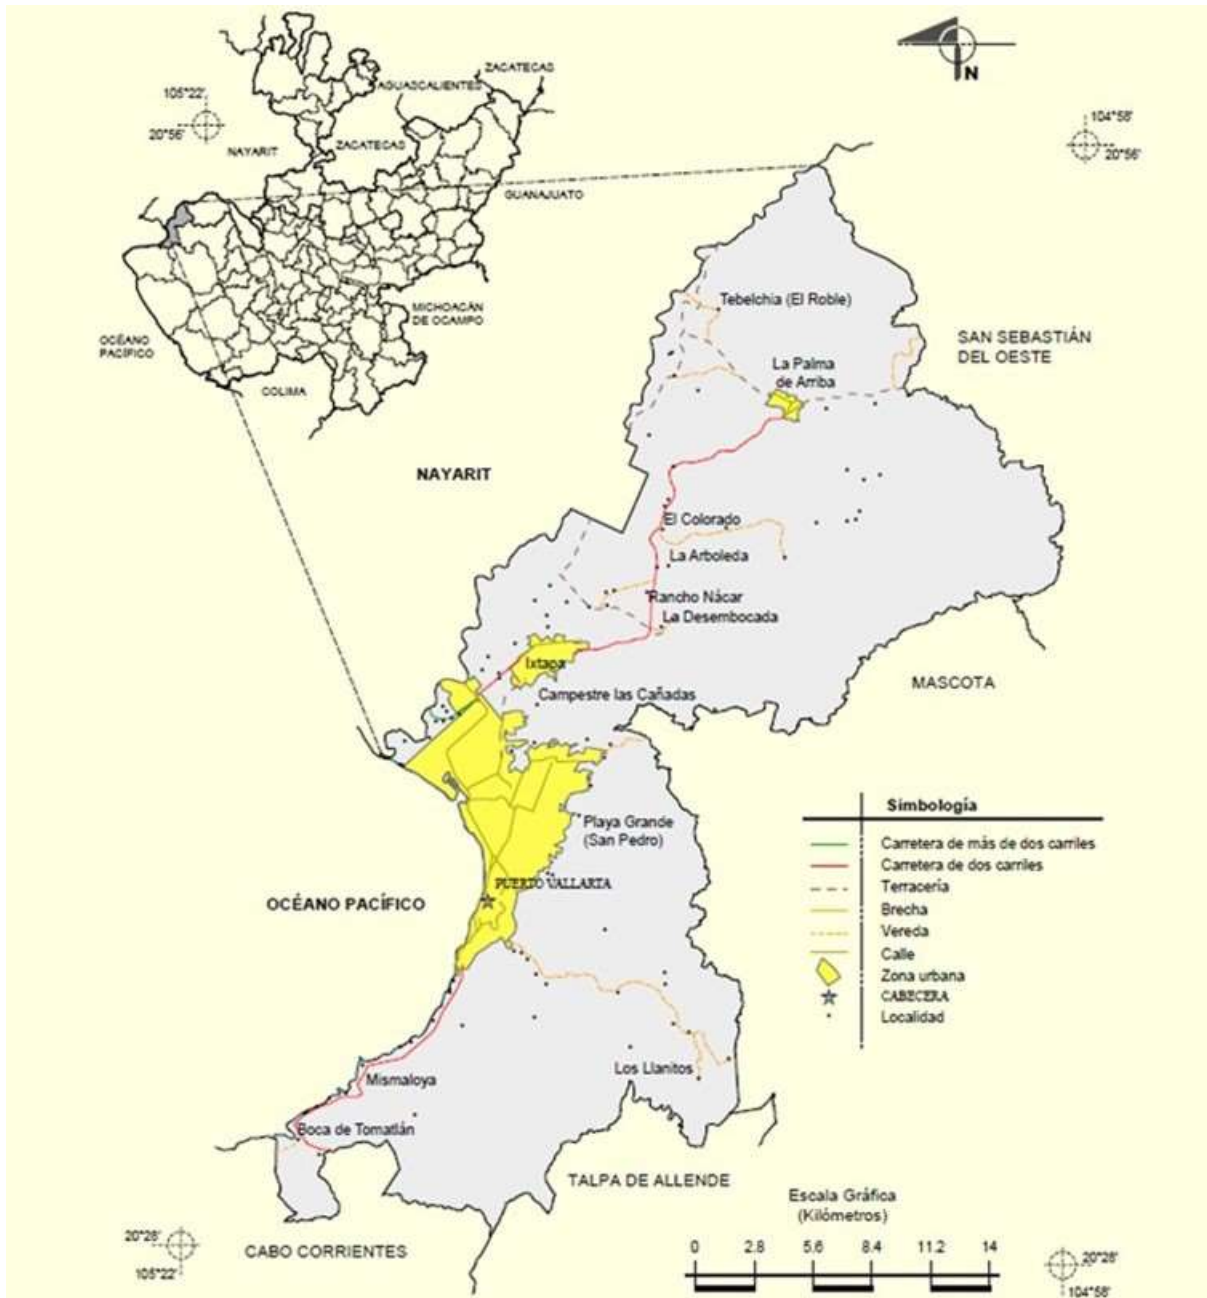 ZACATECAS
AGUASCALIENTES
105°22'
20°56'
ZACATECAS
NAYARIT
GUANAJUATO
MICHOACÁN
DE OCAMPO
OCÉANO
PACÍFICO
COLIMA
N
104°58'
20°56'
Tebelchia (El Roble)
SAN SEBASTIÁN
DEL OESTE
La Palma
de Arriba
NAYARIT
El Colorado
La Arboleda
Rancho Nácar
La Desembocada
Ixtapa
MASCOTA
Campestre las Cañadas
Playa Grande
(San Pedro)
PUERTO VALLARTA
OCÉANO PACÍFICO
Simbología
Carretera de más de dos carriles
Carretera de dos carriles
Terracería
Brecha
Vereda
Calle
Zona urbana
CABECERA
Localidad
Los Llanitos
Mismaloya
Boca de Tomatlán
TALPA DE ALLENDE
CABO CORRIENTES
20°28'
105°22'
Escala Gráfica
(Kilómetros)
0 2.8 5.6 8.4 11.2 14
20°28'
104°58'